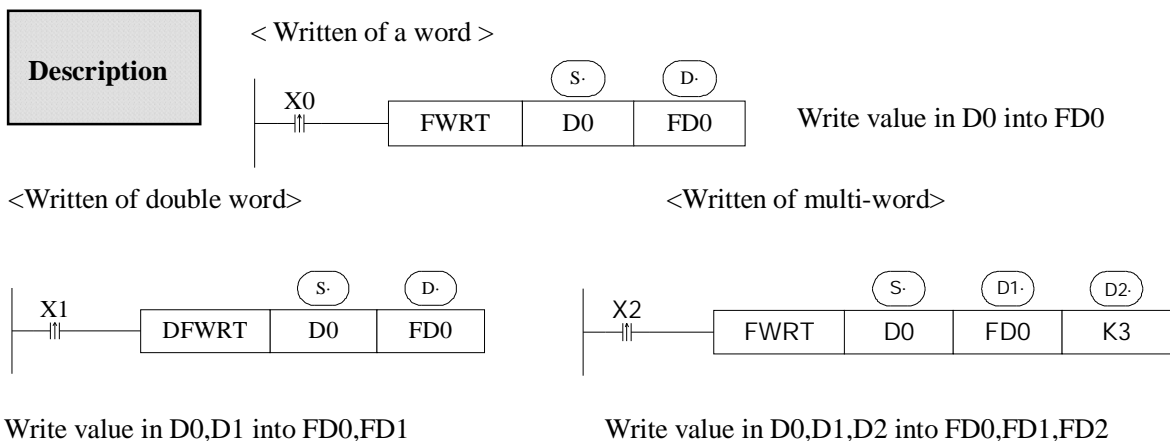 < Written of a word >
Description
S· D·
X0
FWRT D0 FD0
Write value in D0 into FD0
<Written of double word> <Written of multi-word>
S· D·
X1
DFWRT D0 FD0
S· D1· D2·
X2
FWRT D0 FD0 K3
Write value in D0,D1 into FD0,FD1
Write value in D0,D1,D2 into FD0,FD1,FD2